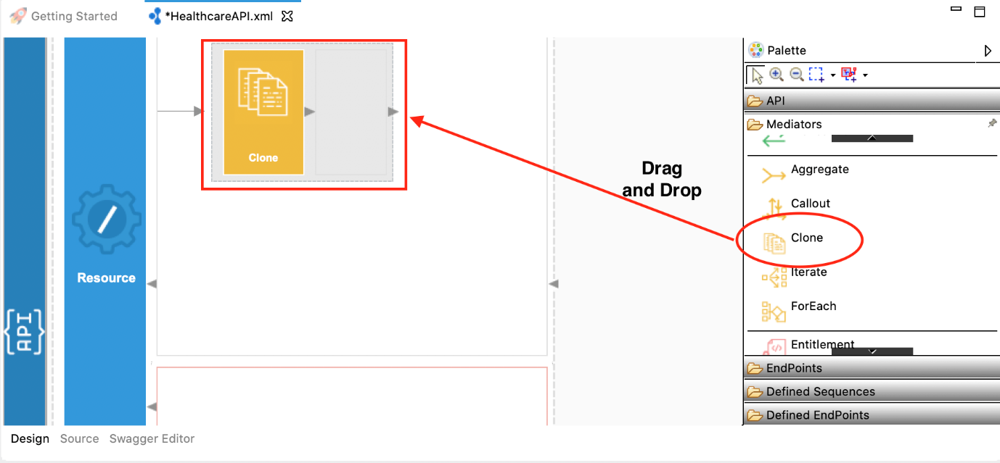 Getting Started
*HealthcareAPI.xml
Palette
API
Mediators
Aggregate
Callout
Clone
Iterate
ForEach
Entitlement
EndPoints
Defined Sequences
Defined EndPoints
Clone
Drag
and Drop
Resource
{API}
Design Source Swagger Editor